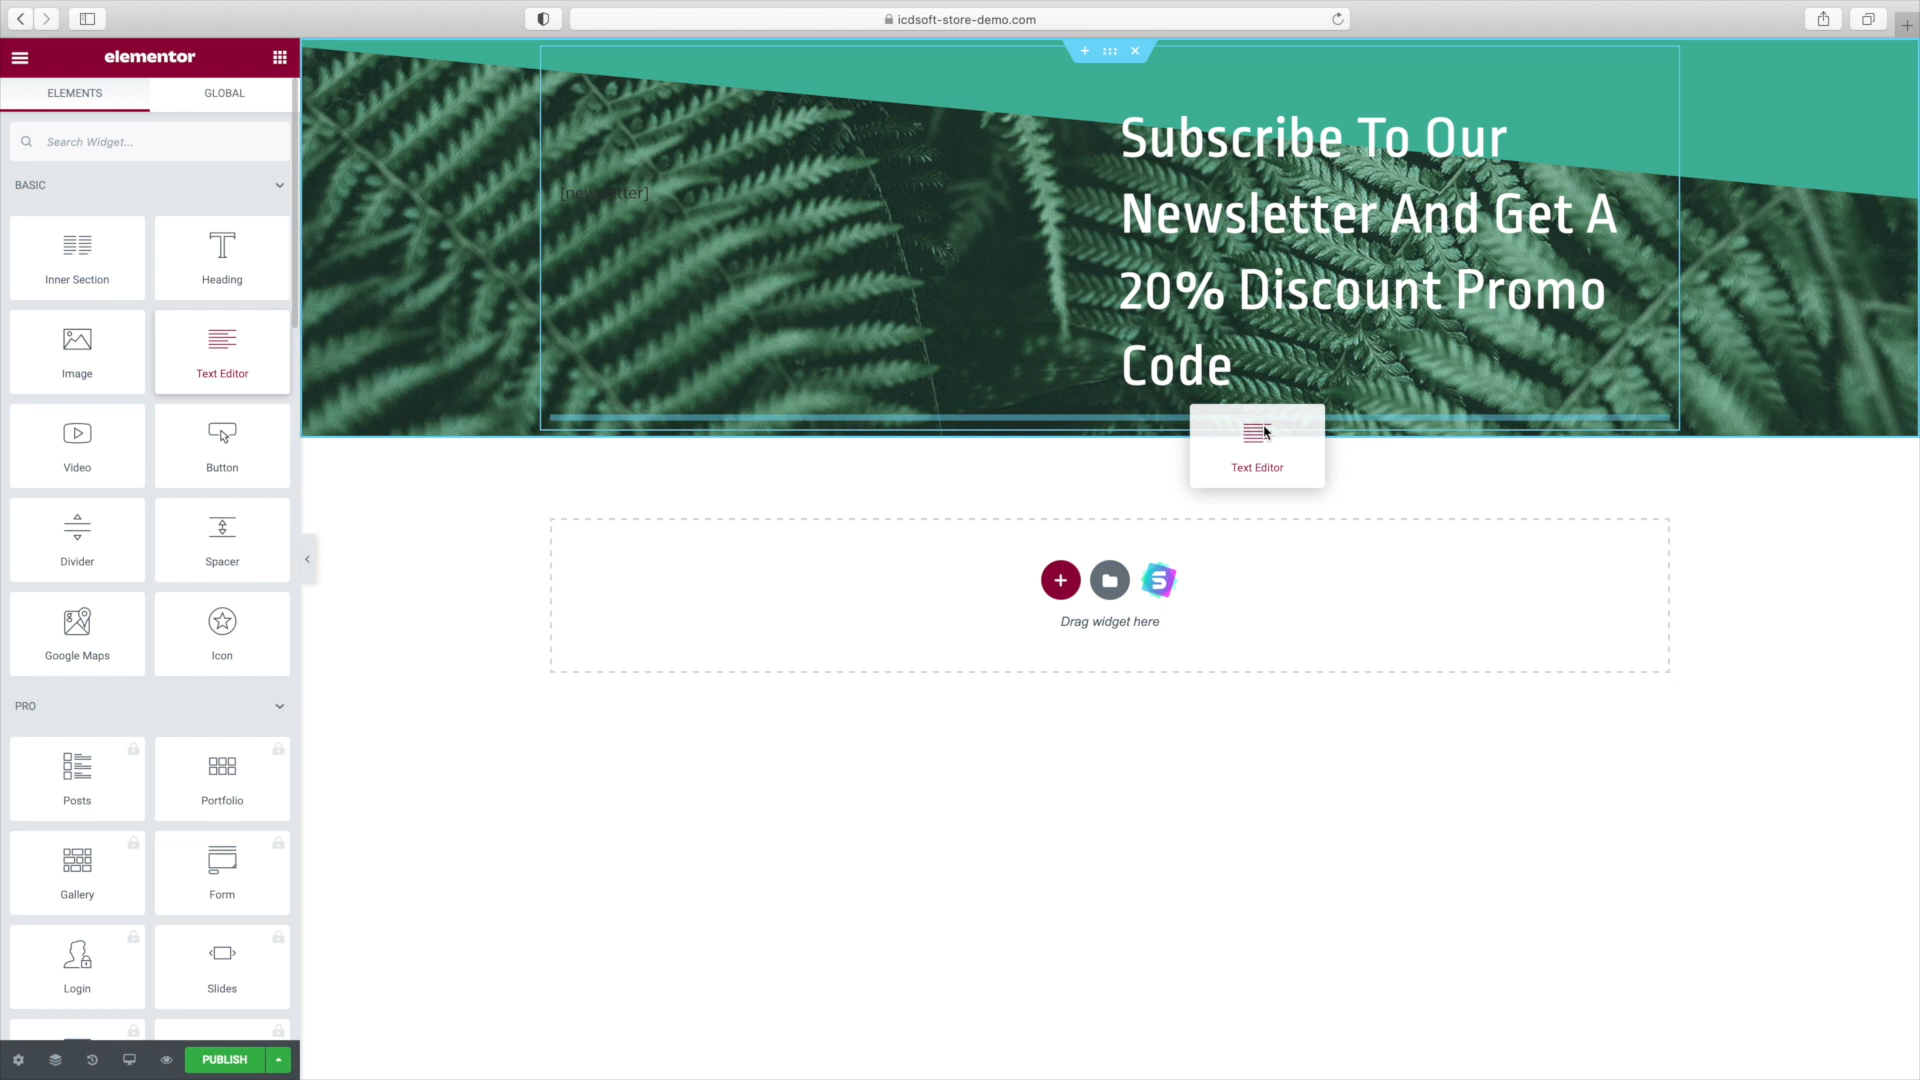 icdsoft-store-demo.com
elementor
ELEMENTS
GLOBAL
Search Widget...
BASIC
Inner Section
Heading
Image
Text Editor
Video
Button
Divider
Spacer
Google Maps
Icon
PRO
Posts
Portfolio
Gallery
Form
Login
Slides
PUBLISH
[newsletter]
Subscribe To Our
Newsletter And Get A
20% Discount Promo
Code
Text Editor
S
Drag widget here